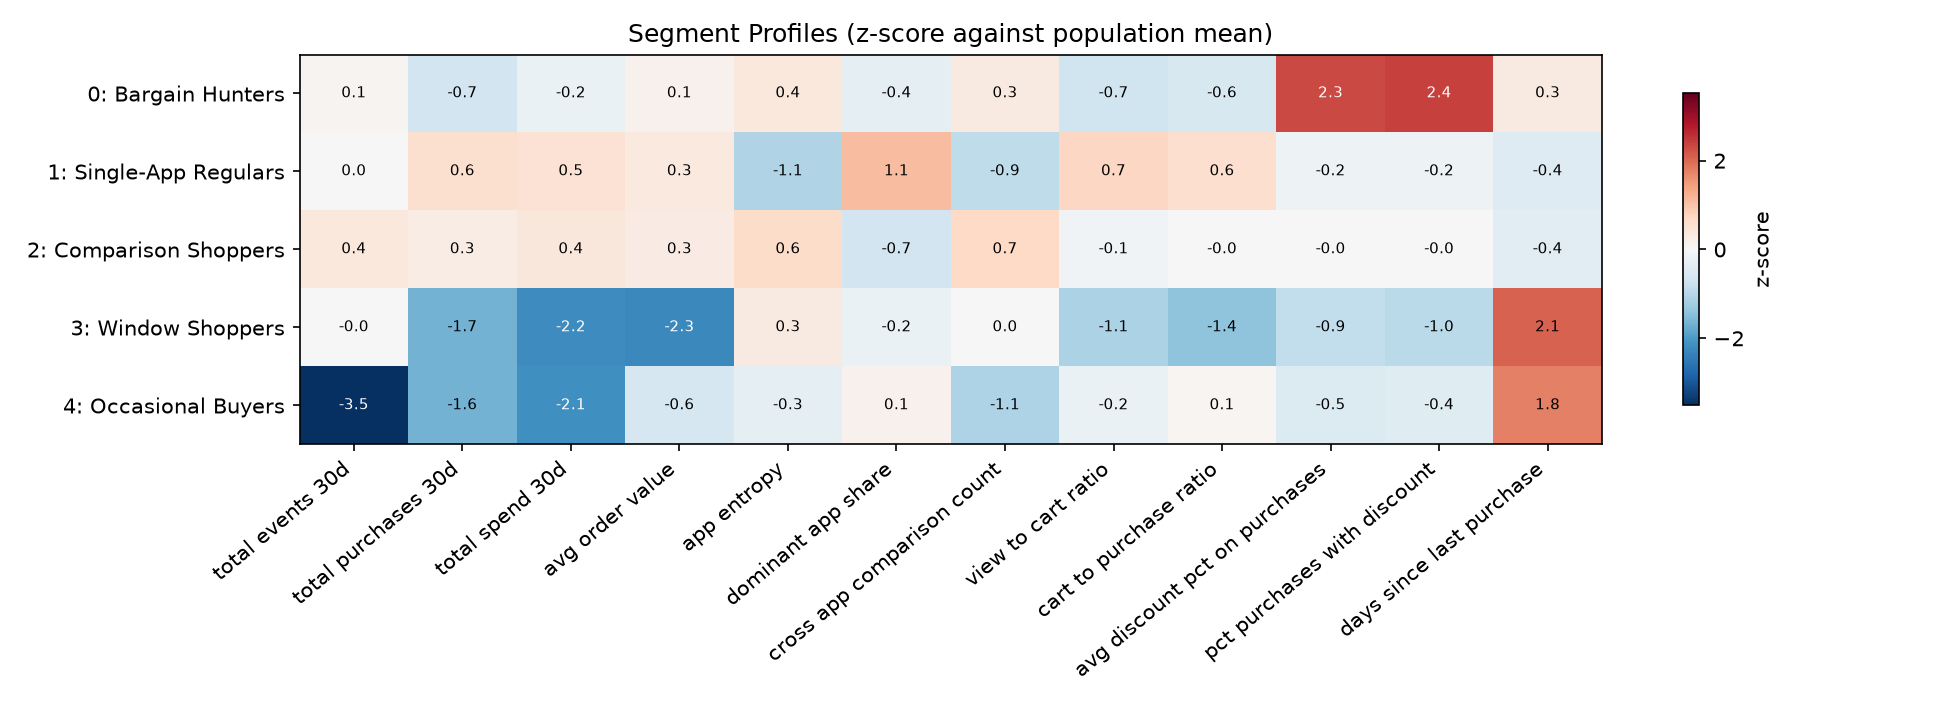 Segment Profiles (z-score against population mean)
0: Bargain Hunters 0.1 -0.7 -0.2 0.1 0.4 -0.4 0.3 -0.7 -0.6 2.3 2.4 0.3
1: Single-App Regulars 0.0 0.6 0.5 0.3 -1.1 1.1 -0.9 0.7 0.6 -0.2 -0.2 -0.4
2: Comparison Shoppers 0.4 0.3 0.4 0.3 0.6 -0.7 0.7 -0.1 -0.0 -0.0 -0.0 -0.4
3: Window Shoppers -0.0 -1.7 -2.2 -2.3 0.3 -0.2 0.0 -1.1 -1.4 -0.9 -1.0 2.1
4: Occasional Buyers -3.5 -1.6 -2.1 -0.6 -0.3 0.1 -1.1 -0.2 0.1 -0.5 -0.4 1.8
total events 30d
total purchases 30d
total spend 30d
avg order value
app entropy
dominant app share
cross app comparison count
view to cart ratio
cart to purchase ratio
avg discount pct on purchases
pct purchases with discount
days since last purchase
2
0
−2
z-score